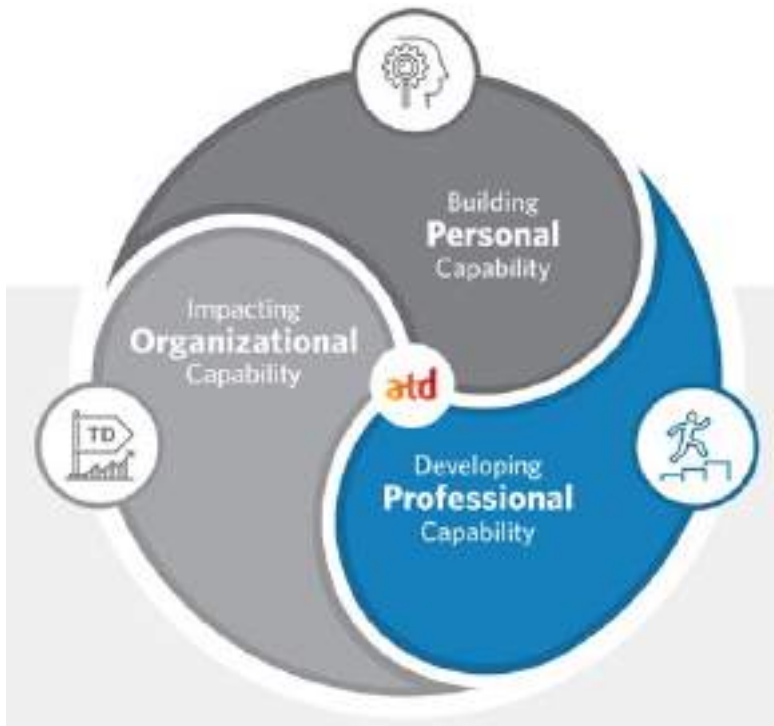 Building
Personal
Capability
Impacting
Organizational
Capability
atd
Developing
Professional
Capability
TD